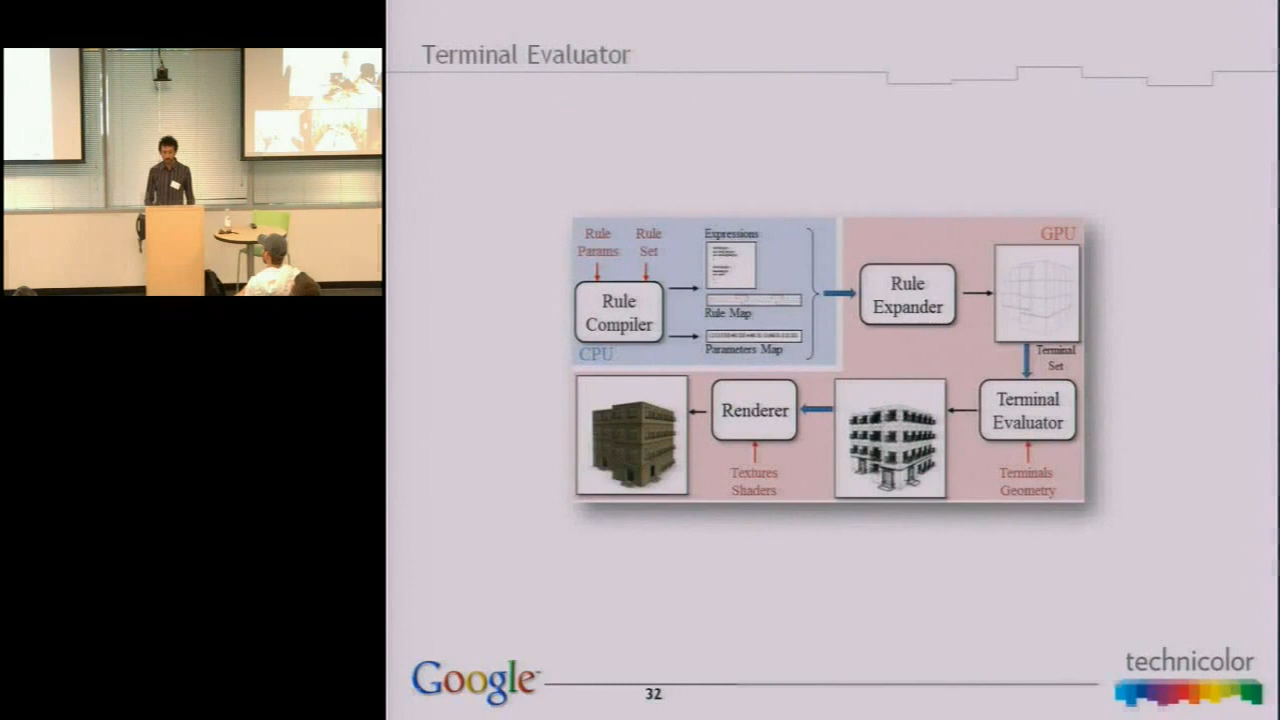 Terminal Evaluator
Rule
Params
Rule
Set
Expressions
GPU
Rule
Compiler
Rule Map
Rule
Expander
CPU
Parameters Map
Terminal
Set
Renderer
Terminal
Evaluator
Textures
Shaders
Terminals
Geometry
Google
32
technicolor